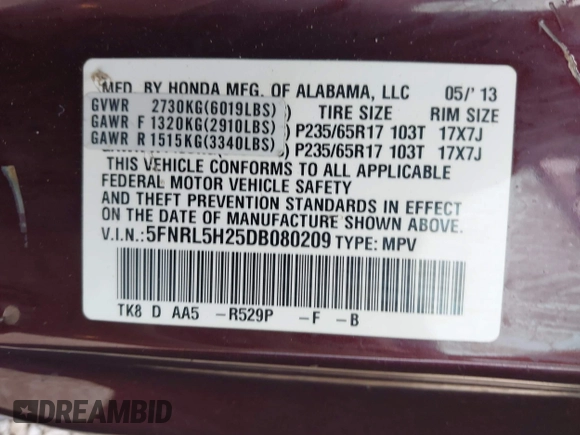 MFD. BY HONDA MFG. OF ALABAMA, LLC 05/'13
GVWR 2730KG(6019LBS) TIRE SIZE RIM SIZE
GAWR F 1320KG(2910LBS) P235/65R17 103T 17X7J
GAWR R 1515KG(3340LBS) P235/65R17 103T 17X7J
THIS VEHICLE CONFORMS TO ALL APPLICABLE
FEDERAL MOTOR VEHICLE SAFETY
AND THEFT PREVENTION STANDARDS IN EFFECT
ON THE DATE OF MANUFACTURE SHOWN ABOVE.
V.I.N.: 5FNRL5H25DB080209 TYPE: MPV
TK8 D AA5 -R529P -F -B
DREAMBID